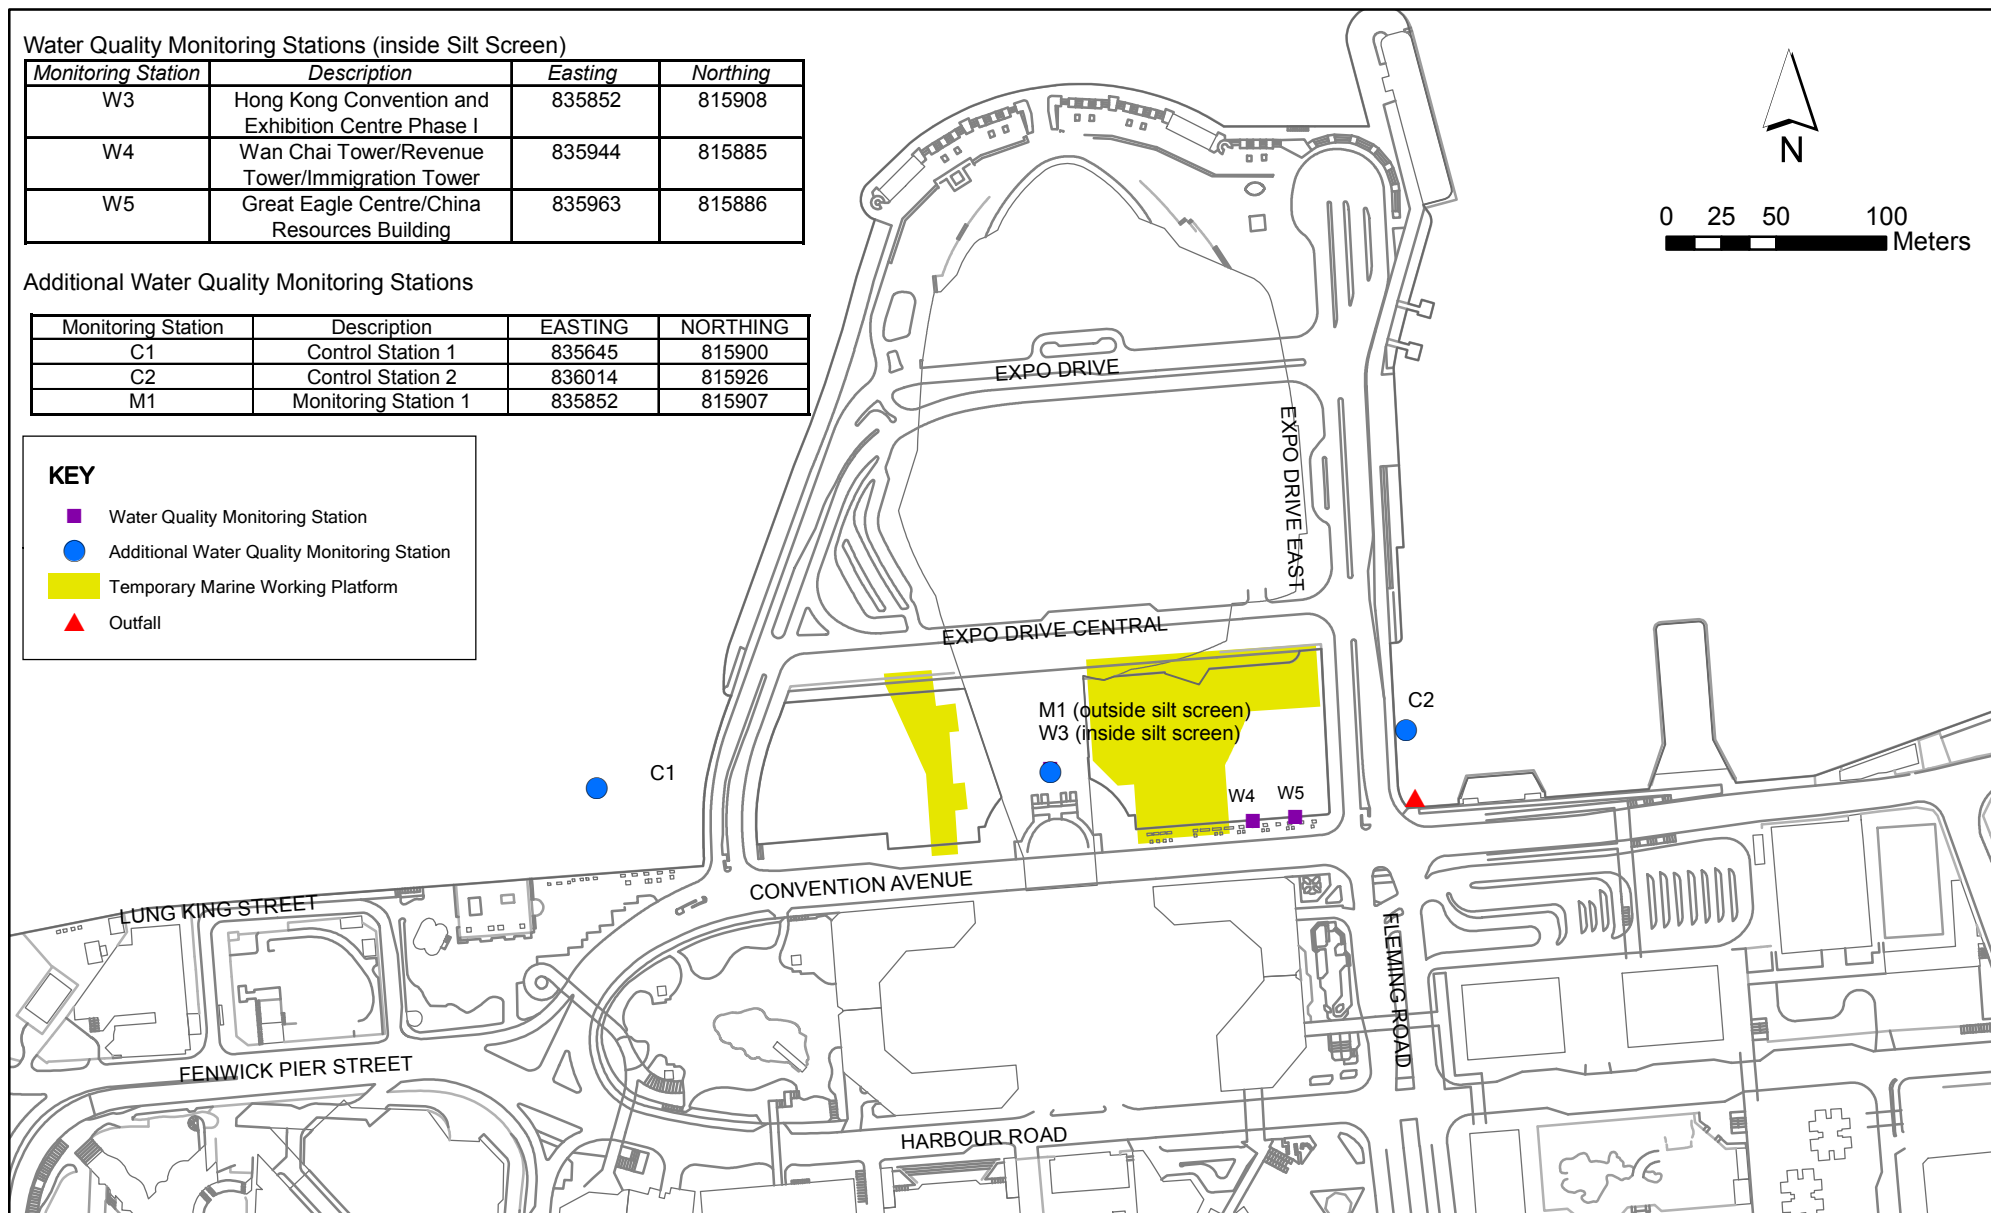 Water Quality Monitoring Stations (inside Silt Screen)
Monitoring Station Description Easting Northing
W3 Hong Kong Convention and 835852 815908
Exhibition Centre Phase I
W4 Wan Chai Tower/Revenue 835944 815885
Tower/Immigration Tower
W5 Great Eagle Centre/China 835963 815886
Resources Building
Additional Water Quality Monitoring Stations
Monitoring Station Description EASTING NORTHING
C1 Control Station 1 835645 815900
C2 Control Station 2 836014 815926
M1 Monitoring Station 1 835852 815907
KEY
Water Quality Monitoring Station
Additional Water Quality Monitoring Station
Temporary Marine Working Platform
Outfall
N
0 25 50 100
Meters
EXPO DRIVE
EXPO DRIVE EAST
EXPO DRIVE CENTRAL
M1 (outside silt screen)
W3 (inside silt screen)
C2
C1
W4
W5
CONVENTION AVENUE
LUNG KING STREET
FLEMING ROAD
FENWICK PIER STREET
HARBOUR ROAD